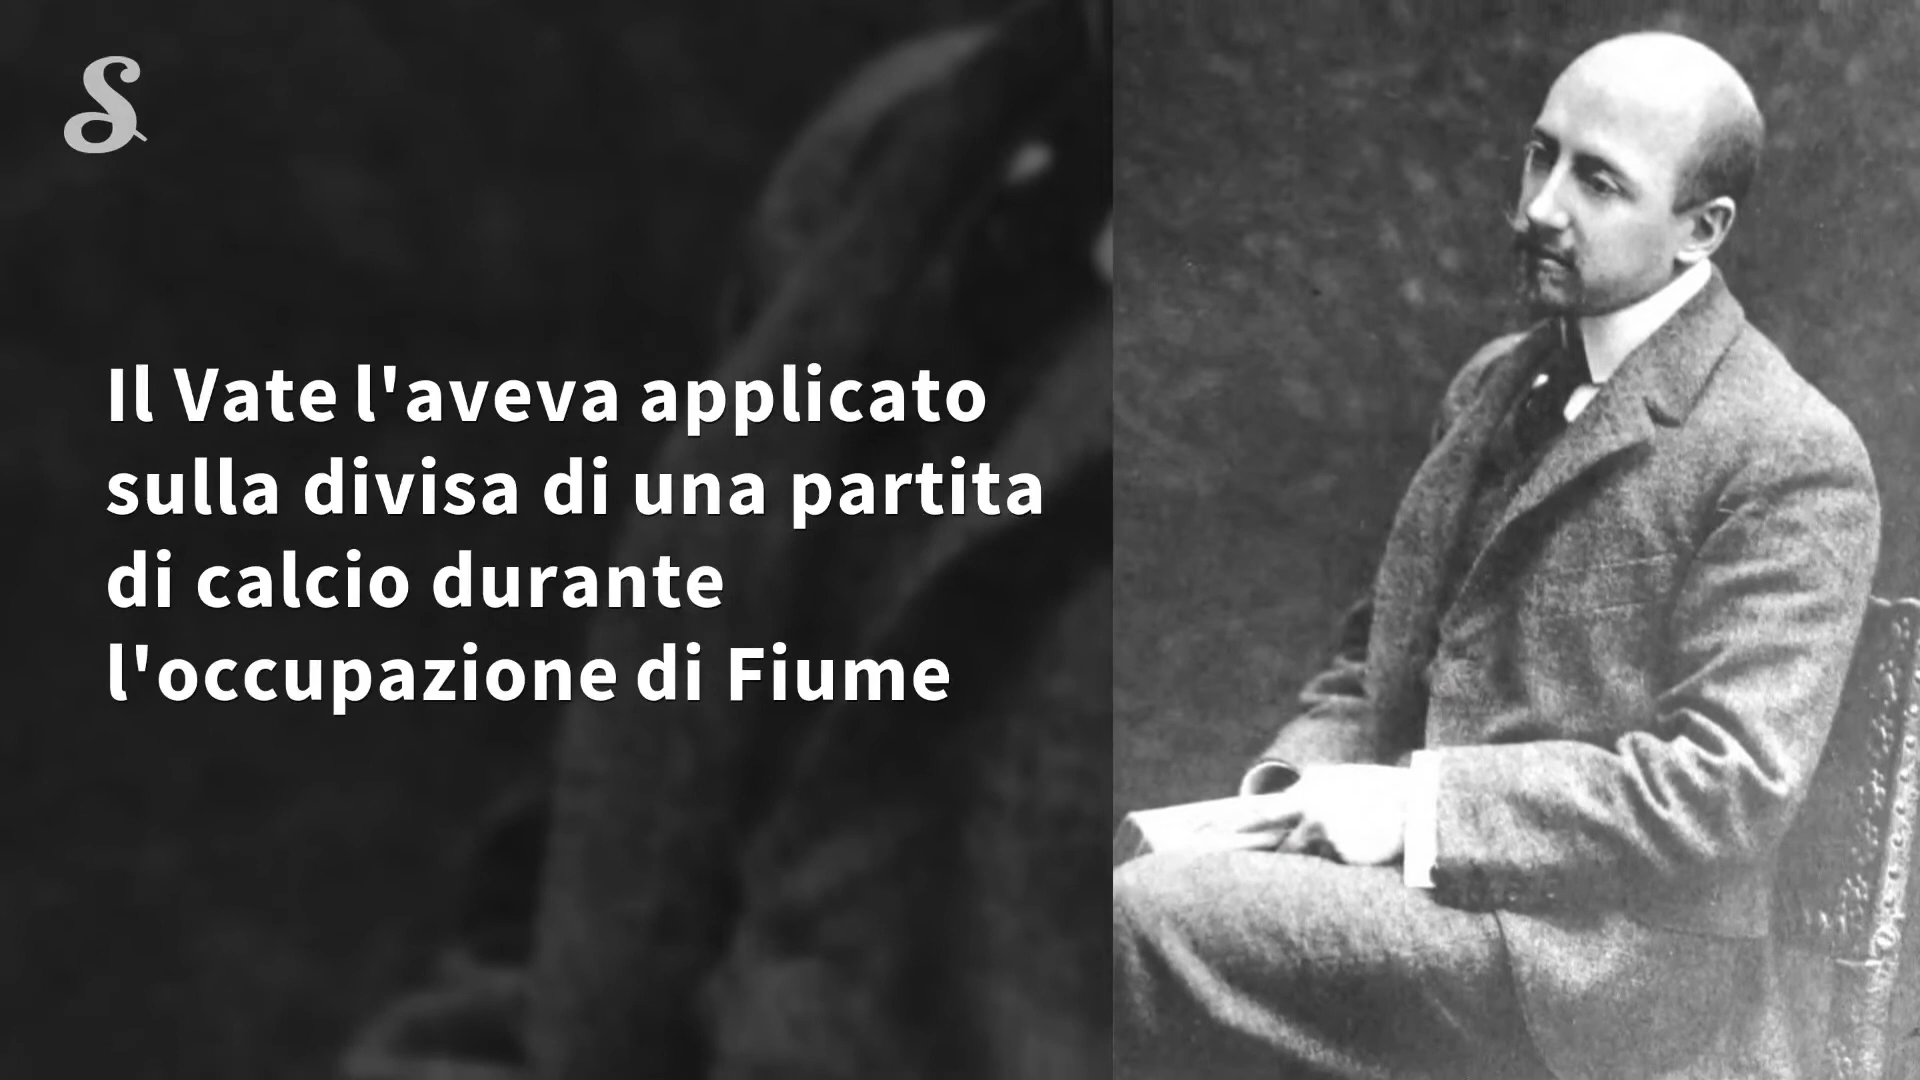 S
Il Vate l'aveva applicato
sulla divisa di una partita
di calcio durante
l'occupazione di Fiume